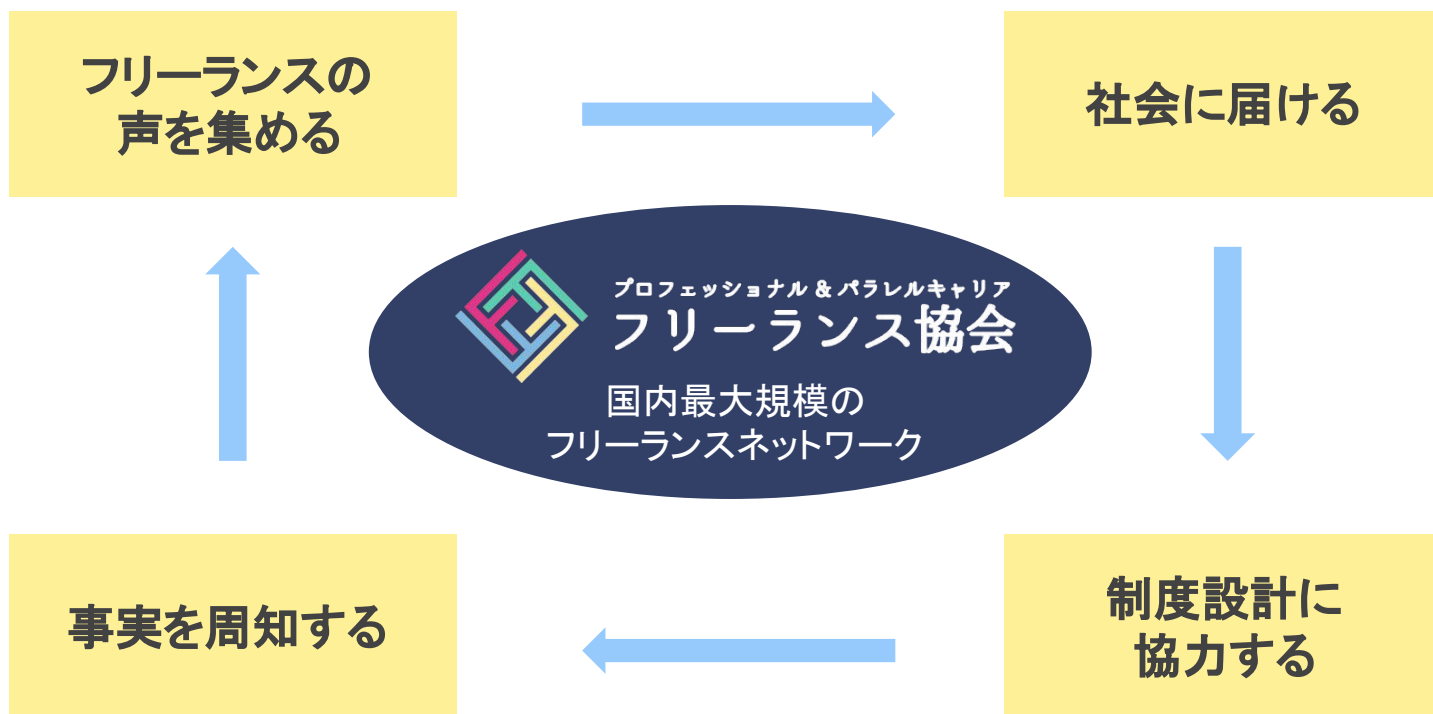 フリーランスの
声を集める
社会に届ける
プロフェッショナル&パラレルキャリア
フリーランス協会
国内最大規模の
フリーランスネットワーク
事実を周知する
制度設計に
協力する